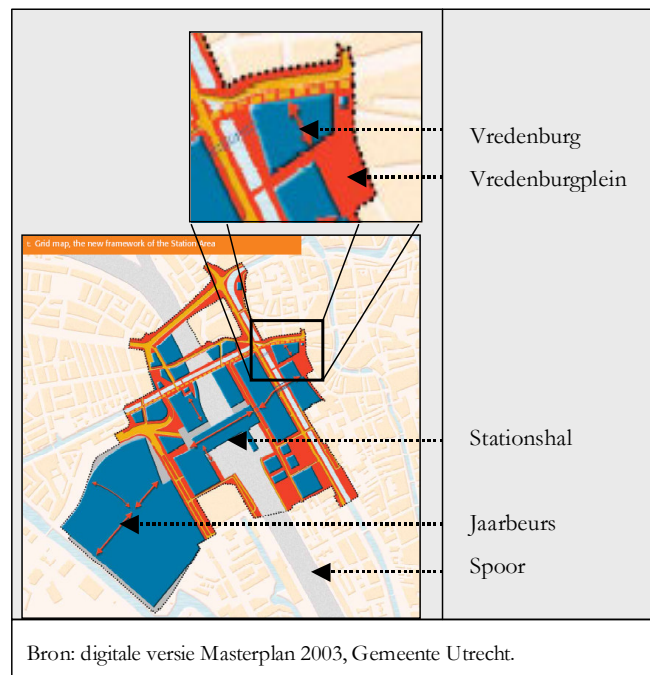 Vredenburg
Vredenburgplein
t. Grid map, the new framework of the Station Area
Stationshal
Jaarbeurs
Spoor
Bron: digitale versie Masterplan 2003, Gemeente Utrecht.